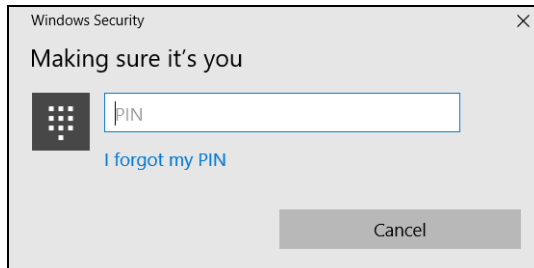 Windows Security
Making sure it's you
PIN
I forgot my PIN
Cancel